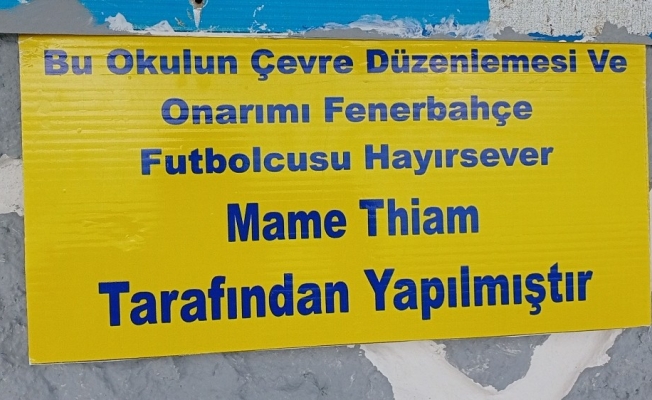 Bu Okulun Çevre Düzenlemesi Ve
Onarımı Fenerbahçe
Futbolcusu Hayırsever
Mame Thiam
Tarafından Yapılmıştır